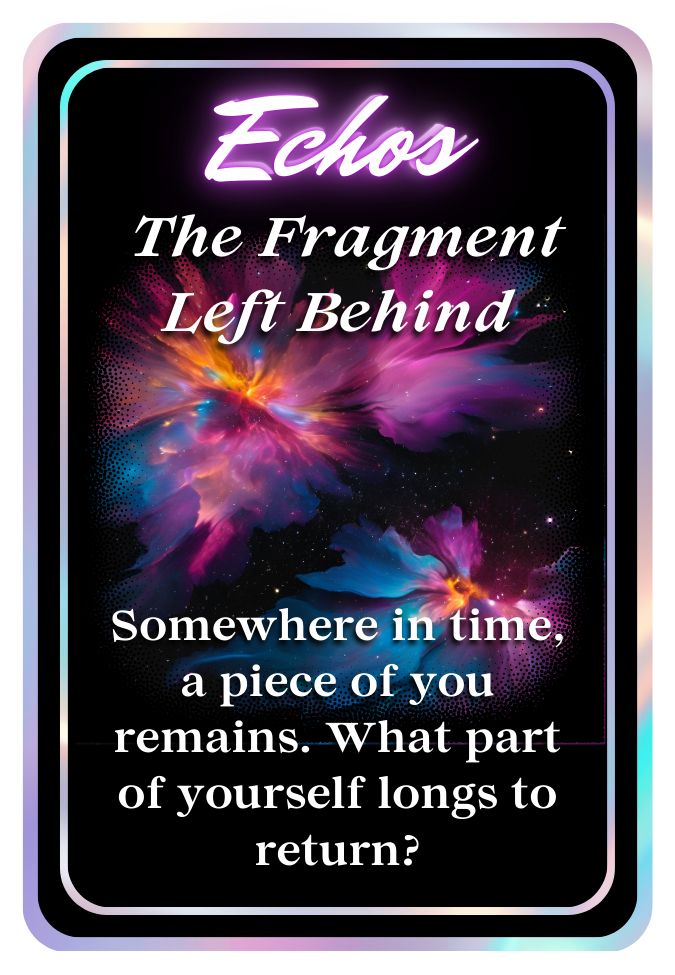 Echos
The Fragment
Left Behind
Somewhere in time,
a piece of you
remains. What part
of yourself longs to
return?